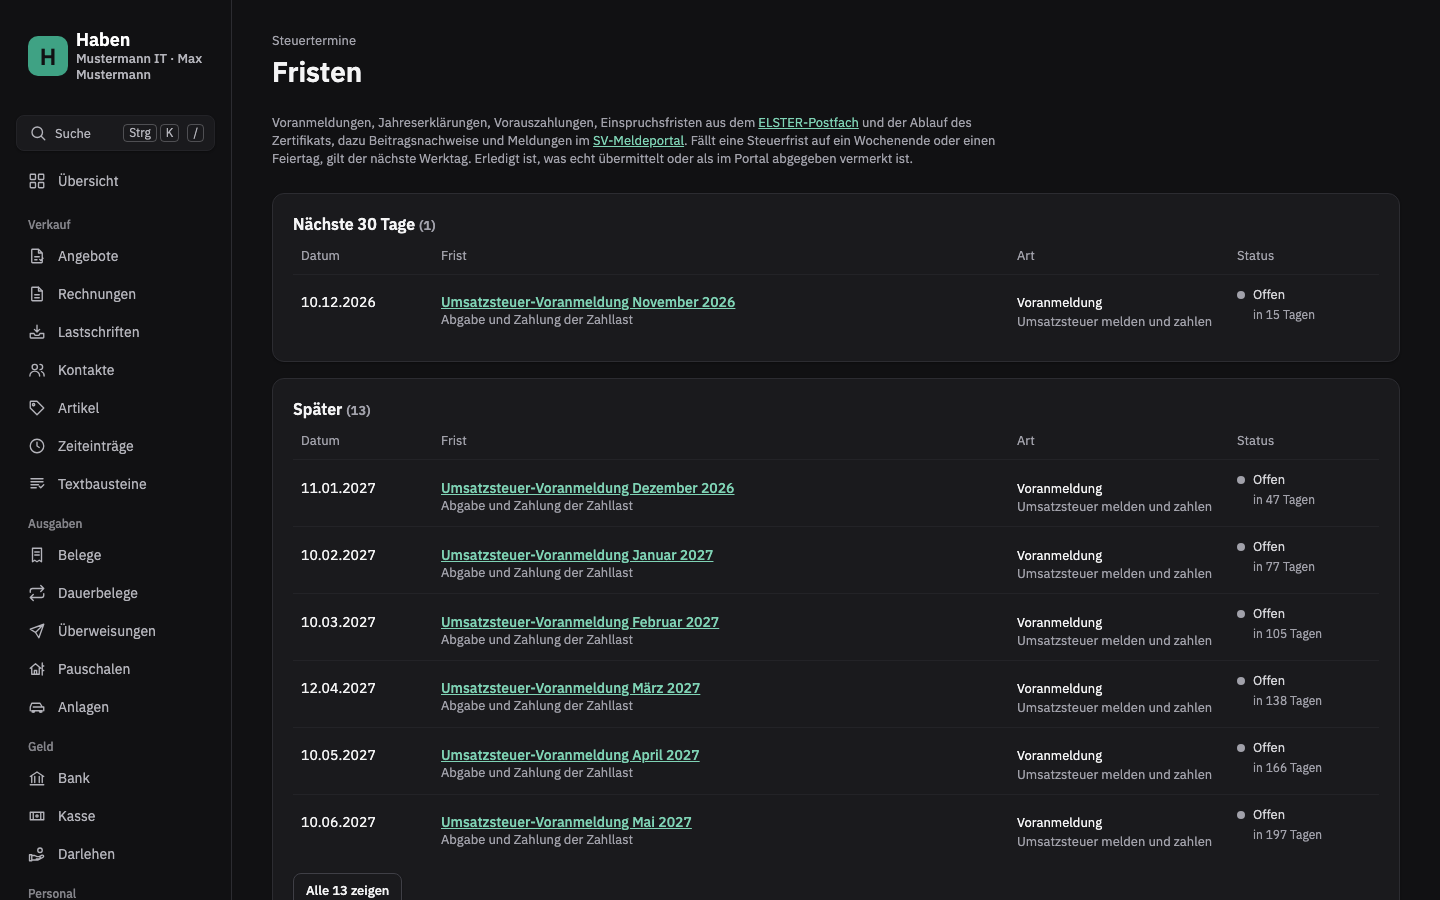 H
Haben
Mustermann IT · Max
Mustermann
Suche Strg K /
Übersicht
Verkauf
Angebote
Rechnungen
Lastschriften
Kontakte
Artikel
Zeiteinträge
Textbausteine
Ausgaben
Belege
Dauerbelege
Überweisungen
Pauschalen
Anlagen
Geld
Bank
Kasse
Darlehen
Personal
Steuertermine
Fristen
Voranmeldungen, Jahreserklärungen, Vorauszahlungen, Einspruchsfristen aus dem ELSTER-Postfach und der Ablauf des
Zertifikats, dazu Beitragsnachweise und Meldungen im SV-Meldeportal. Fällt eine Steuerfrist auf ein Wochenende oder einen
Feiertag, gilt der nächste Werktag. Erledigt ist, was echt übermittelt oder als im Portal abgegeben vermerkt ist.
Nächste 30 Tage (1)
Datum Frist Art Status
10.12.2026 Umsatzsteuer-Voranmeldung November 2026 Voranmeldung Offen
Abgabe und Zahlung der Zahllast Umsatzsteuer melden und zahlen in 15 Tagen
Später (13)
Datum Frist Art Status
11.01.2027 Umsatzsteuer-Voranmeldung Dezember 2026 Voranmeldung Offen
Abgabe und Zahlung der Zahllast Umsatzsteuer melden und zahlen in 47 Tagen
10.02.2027 Umsatzsteuer-Voranmeldung Januar 2027 Voranmeldung Offen
Abgabe und Zahlung der Zahllast Umsatzsteuer melden und zahlen in 77 Tagen
10.03.2027 Umsatzsteuer-Voranmeldung Februar 2027 Voranmeldung Offen
Abgabe und Zahlung der Zahllast Umsatzsteuer melden und zahlen in 105 Tagen
12.04.2027 Umsatzsteuer-Voranmeldung März 2027 Voranmeldung Offen
Abgabe und Zahlung der Zahllast Umsatzsteuer melden und zahlen in 138 Tagen
10.05.2027 Umsatzsteuer-Voranmeldung April 2027 Voranmeldung Offen
Abgabe und Zahlung der Zahllast Umsatzsteuer melden und zahlen in 166 Tagen
10.06.2027 Umsatzsteuer-Voranmeldung Mai 2027 Voranmeldung Offen
Abgabe und Zahlung der Zahllast Umsatzsteuer melden und zahlen in 197 Tagen
Alle 13 zeigen